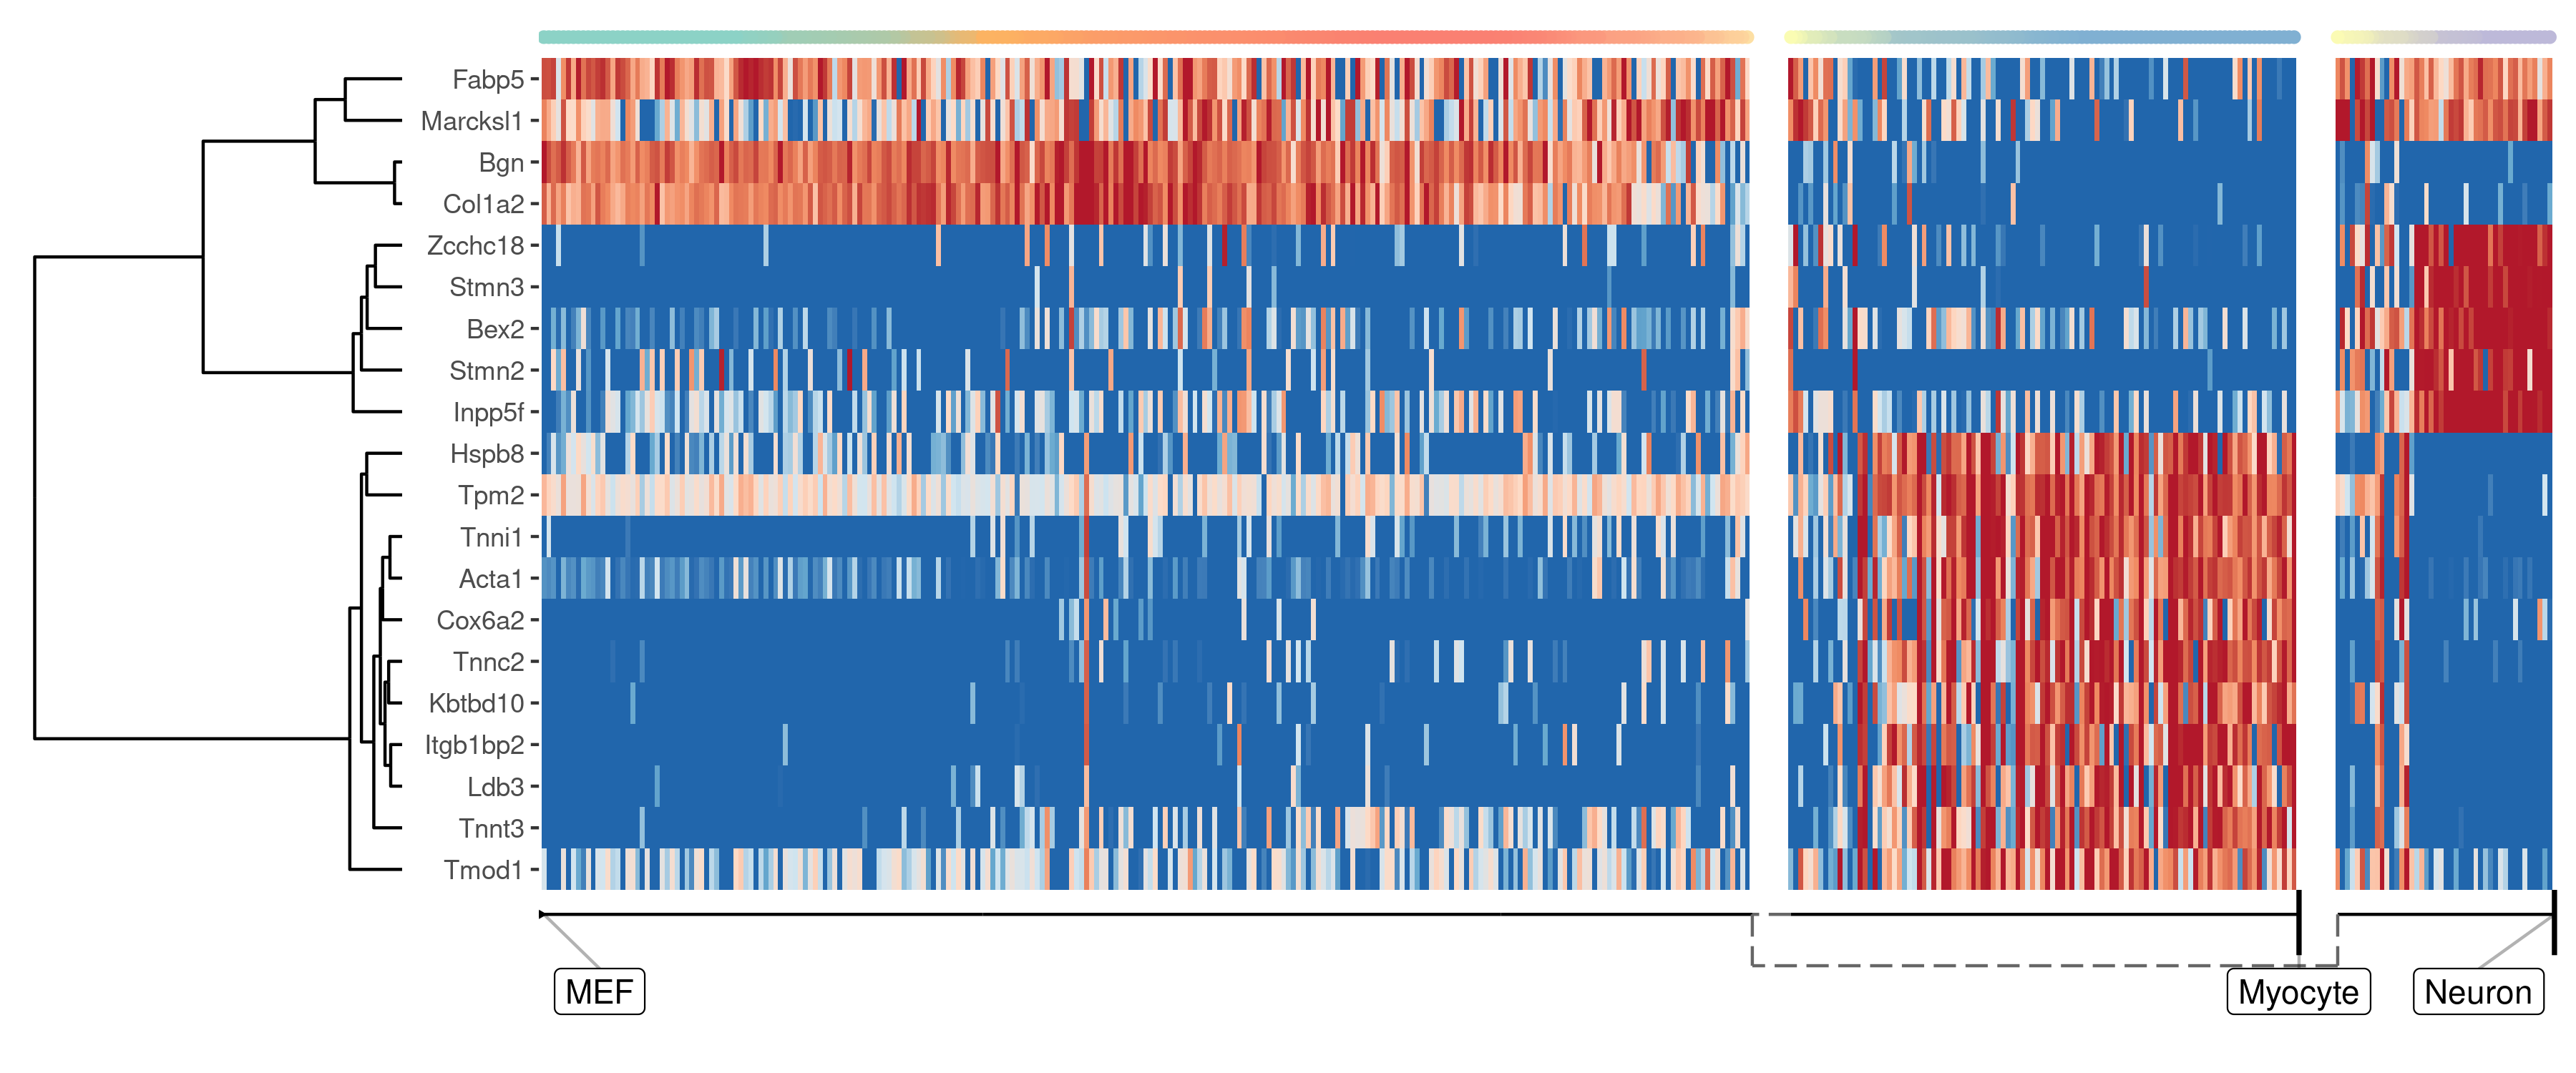 Fabp5
Marcksl1
Bgn
Col1a2
Zcchc18
Stmn3
Bex2
Stmn2
Inpp5f
Hspb8
Tpm2
Tnni1
Acta1
Cox6a2
Tnnc2
Kbtbd10
Itgb1bp2
Ldb3
Tnnt3
Tmod1
MEF
Myocyte
Neuron